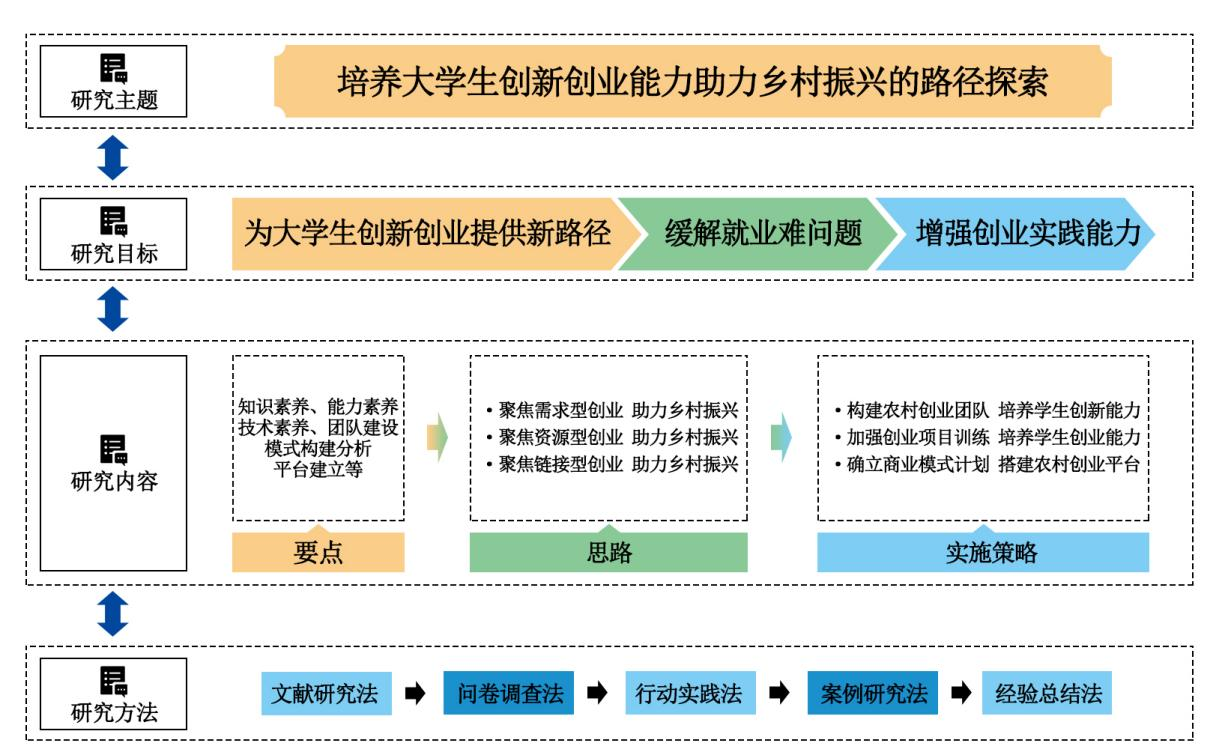 研究主题
培养大学生创新创业能力助力乡村振兴的路径探索
研究目标
为大学生创新创业提供新路径
缓解就业难问题
增强创业实践能力
研究内容
知识素养、能力素养
技术素养、团队建设
模式构建分析
平台建立等
要点
• 聚焦需求型创业 助力乡村振兴
• 聚焦资源型创业 助力乡村振兴
• 聚焦链接型创业 助力乡村振兴
思路
• 构建农村创业团队 培养学生创新能力
• 加强创业项目训练 培养学生创业能力
• 确立商业模式计划 搭建农村创业平台
实施策略
研究方法
文献研究法
问卷调查法
行动实践法
案例研究法
经验总结法